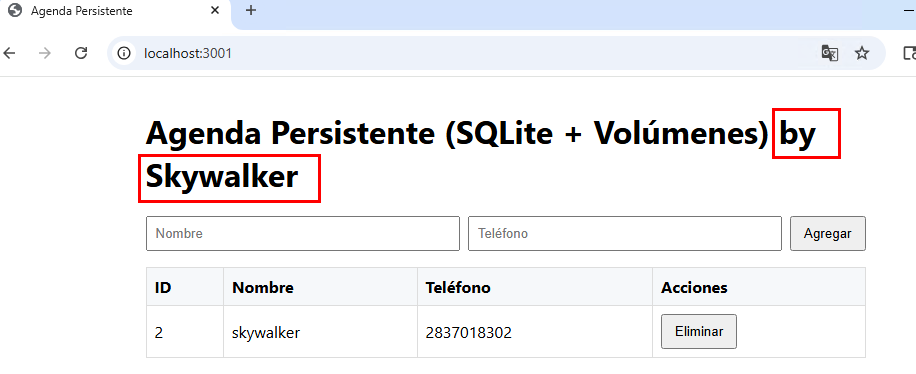 Agenda Persistente
localhost:3001
Agenda Persistente (SQLite + Volúmenes) by
Skywalker
Nombre Teléfono Agregar
ID Nombre Teléfono Acciones
2 skywalker 2837018302 Eliminar